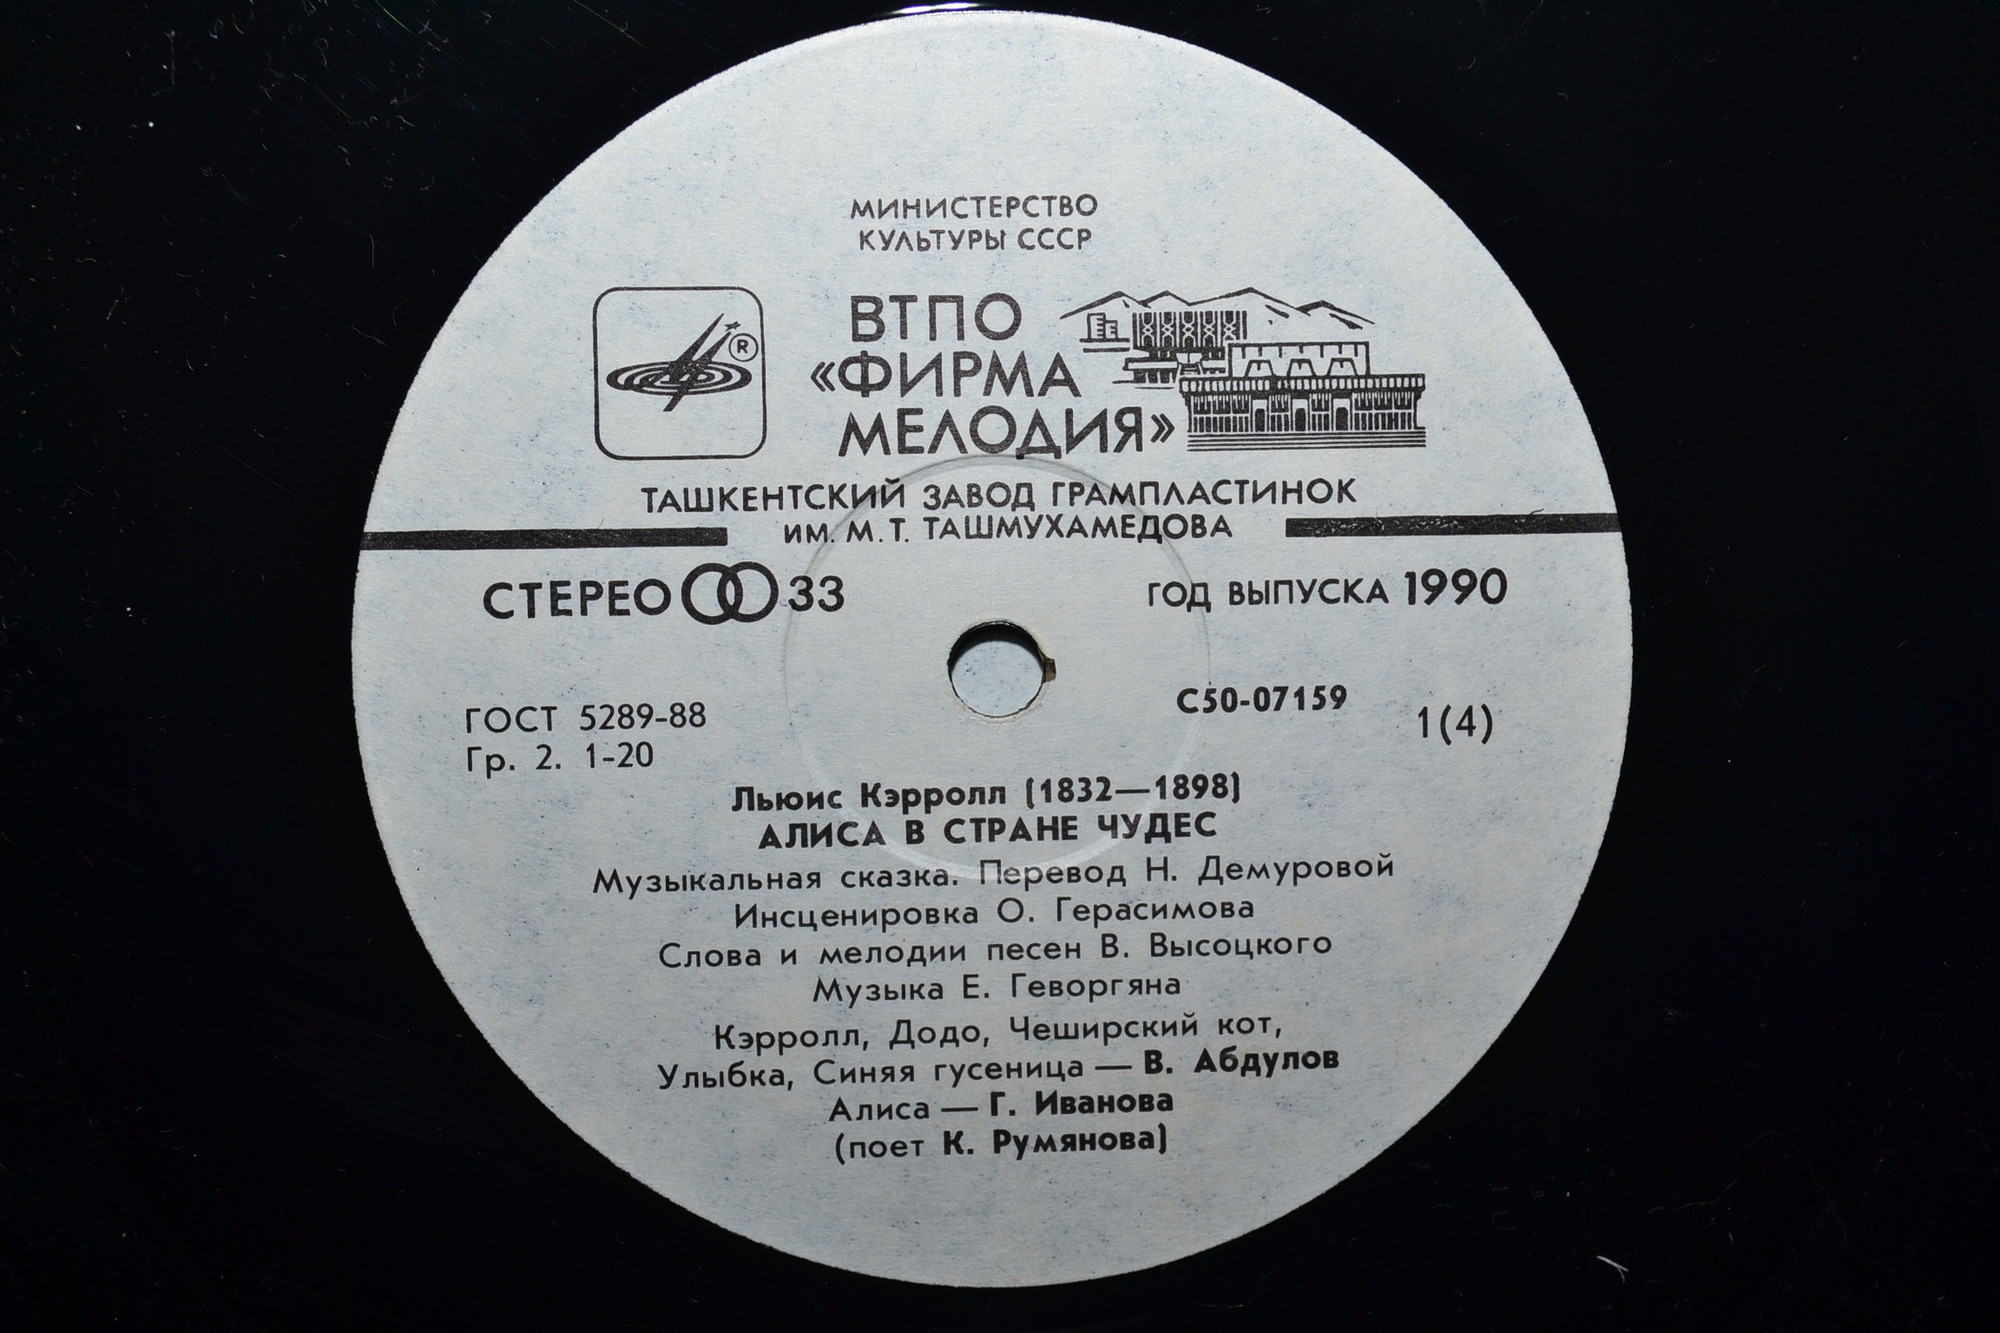 МИНИСТЕРСТВО
КУЛЬТУРЫ СССР
ВТПО
«ФИРМА
МЕЛОДИЯ»
®
ТАШКЕНТСКИЙ ЗАВОД ГРАМПЛАСТИНОК
ИМ. М. Т. ТАШМУХАМЕДОВА
СТЕРЕО 33
ГОД ВЫПУСКА 1990
ГОСТ 5289-88
Гр. 2. 1-20
С50-07159
1(4)
Льюис Кэрролл (1832—1898)
АЛИСА В СТРАНЕ ЧУДЕС
Музыкальная сказка. Перевод Н. Демуровой
Инсценировка О. Герасимова
Слова и мелодии песен В. Высоцкого
Музыка Е. Геворгяна
Кэрролл, Додо, Чеширский кот,
Улыбка, Синяя гусеница — В. Абдулов
Алиса — Г. Иванова
(поет К. Румянова)